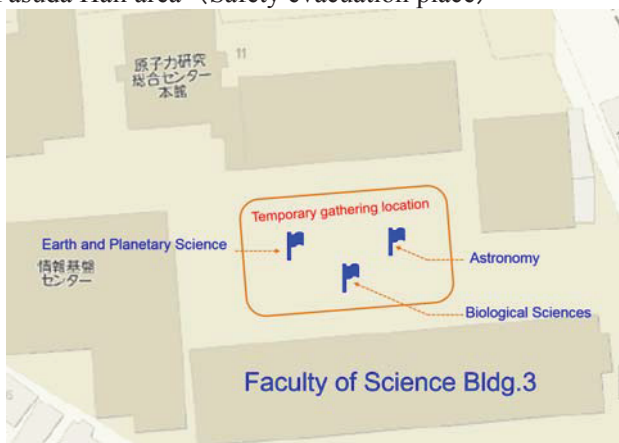 Yasuda Hall area （Safety evacuation place）
原子力研究
総合センター
本館
11
Temporary gathering location
Earth and Planetary Science
Astronomy
情報基盤
センター
Biological Sciences
Faculty of Science Bldg.3